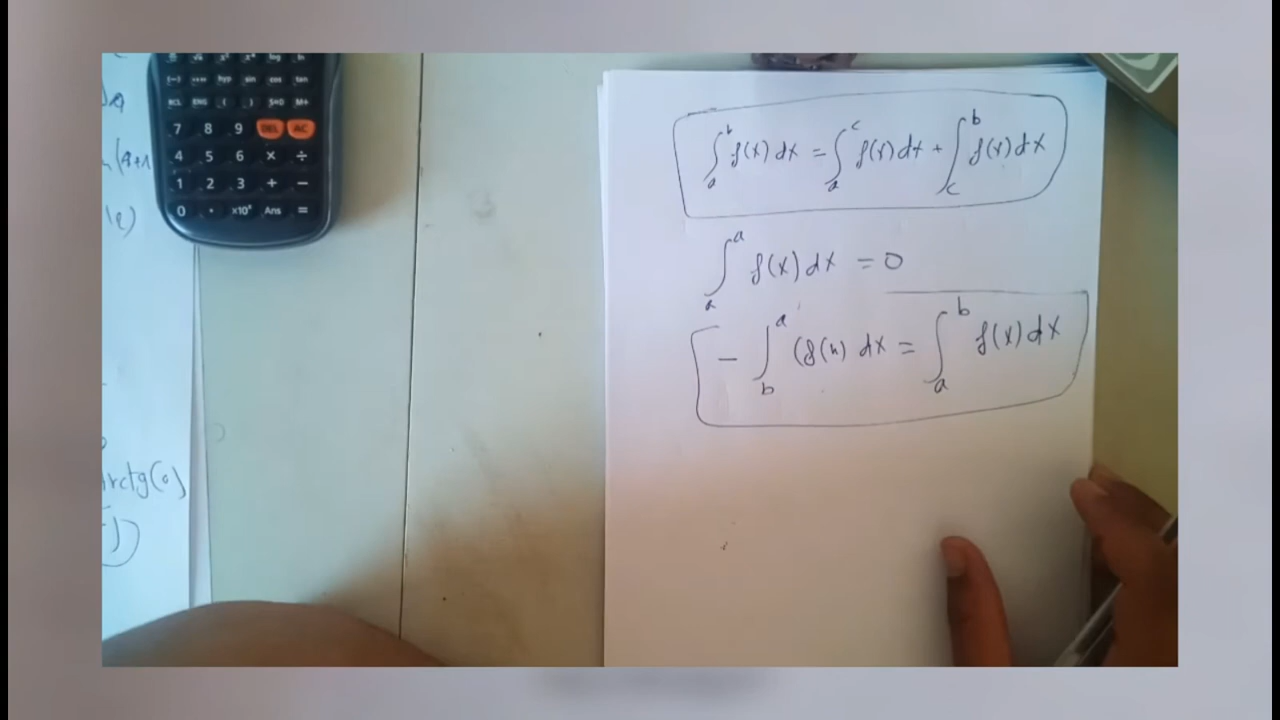 ∫_a^b f(x) dx = ∫_a^c f(x) dx + ∫_c^b f(x) dx
∫_a^a f(x) dx = 0
- ∫_b^a (f(x) dx = ∫_a^b f(x) dx
(-) hyp sin cos tan
RCL ENG ( ) S⇔D M+
7 8 9 DEL AC
4 5 6 × ÷
1 2 3 + −
0 · ×10ˣ Ans =